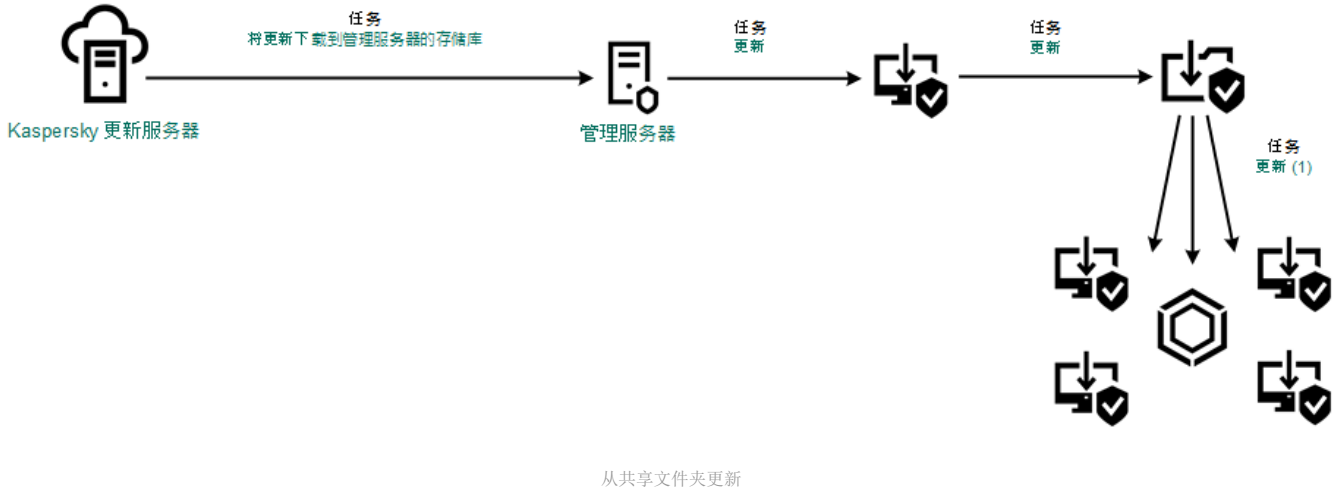 任务
将更新下载到管理服务器的存储库
任务
更新
任务
更新
Kaspersky 更新服务器
管理服务器
任务
更新 (1)
从共享文件夹更新